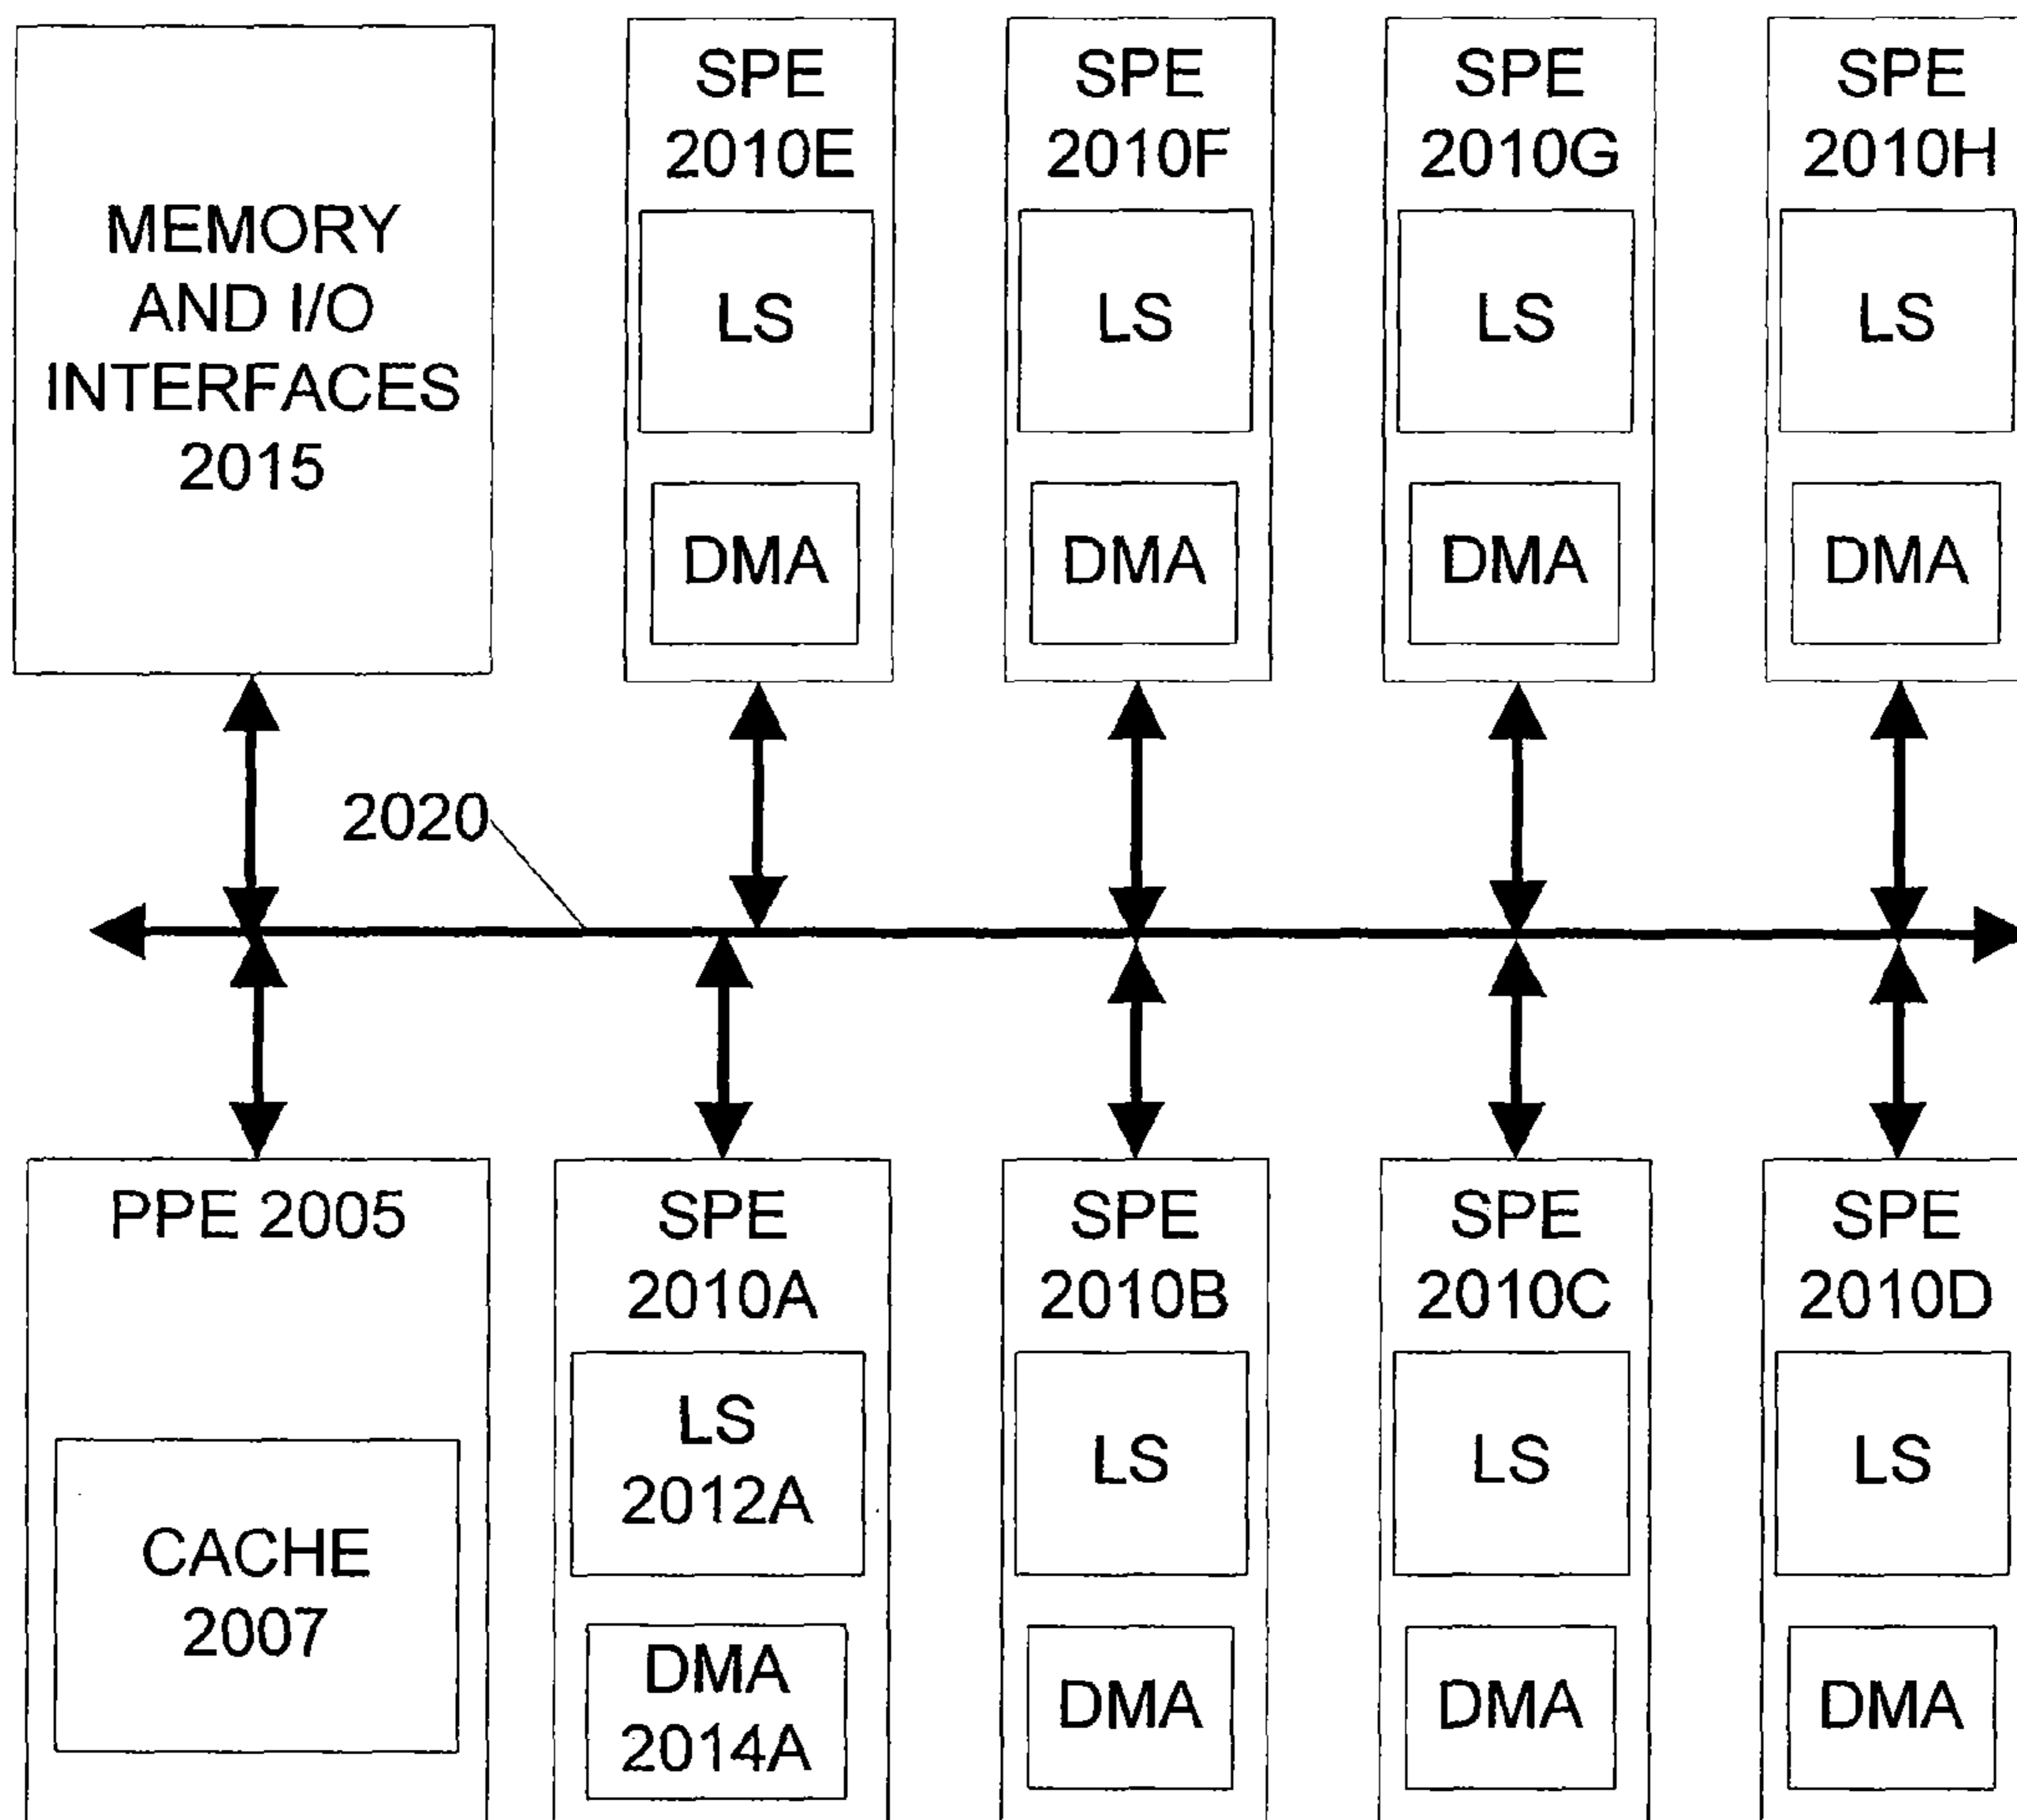 MEMORY
AND I/O
INTERFACES
2015
SPE
2010E
LS
DMA
SPE
2010F
LS
DMA
SPE
2010G
LS
DMA
SPE
2010H
LS
DMA
2020
PPE 2005
CACHE
2007
SPE
2010A
LS
2012A
DMA
2014A
SPE
2010B
LS
DMA
SPE
2010C
LS
DMA
SPE
2010D
LS
DMA